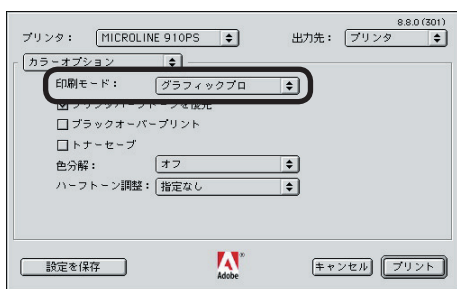 8.8.0 (301)
プリンタ： MICROLINE 910PS 出力先： プリンタ
カラーオプション
印刷モード： グラフィックプロ
ブラックオーバープリント
トナーセーブ
色分解： オフ
ハーフトーン調整： 指定なし
設定を保存 Adobe キャンセル プリント